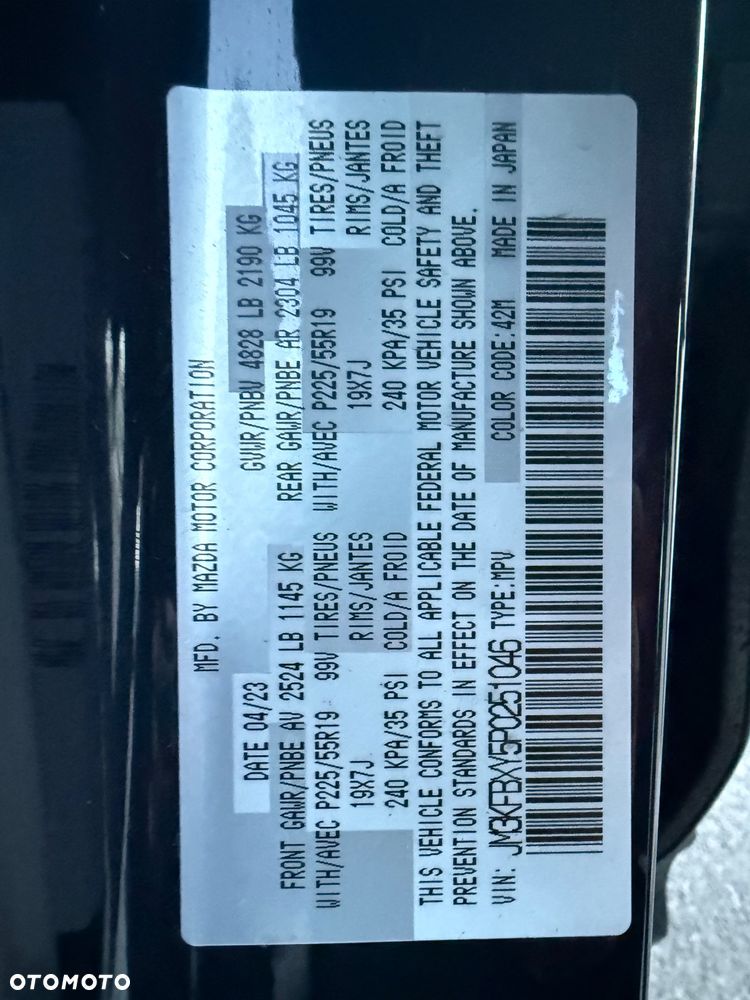 MFD. BY MAZDA MOTOR CORPORATION
DATE 04/23 GVWR/PNBV 4828 LB 2190 KG
FRONT GAWR/PNBE AV 2524 LB 1145 KG REAR GAWR/PNBE AR 2304 LB 1045 KG
WITH/AVEC P225/55R19 99V TIRES/PNEUS WITH/AVEC P225/55R19 99V TIRES/PNEUS
19X7J RIMS/JANTES 19X7J RIMS/JANTES
240 KPA/35 PSI COLD/A FROID 240 KPA/35 PSI COLD/A FROID
THIS VEHICLE CONFORMS TO ALL APPLICABLE FEDERAL MOTOR VEHICLE SAFETY AND THEFT
PREVENTION STANDARDS IN EFFECT ON THE DATE OF MANUFACTURE SHOWN ABOVE.
VIN: JM3KFBXY5P0251046 TYPE:MPV COLOR CODE:42M MADE IN JAPAN
OTOMOTO